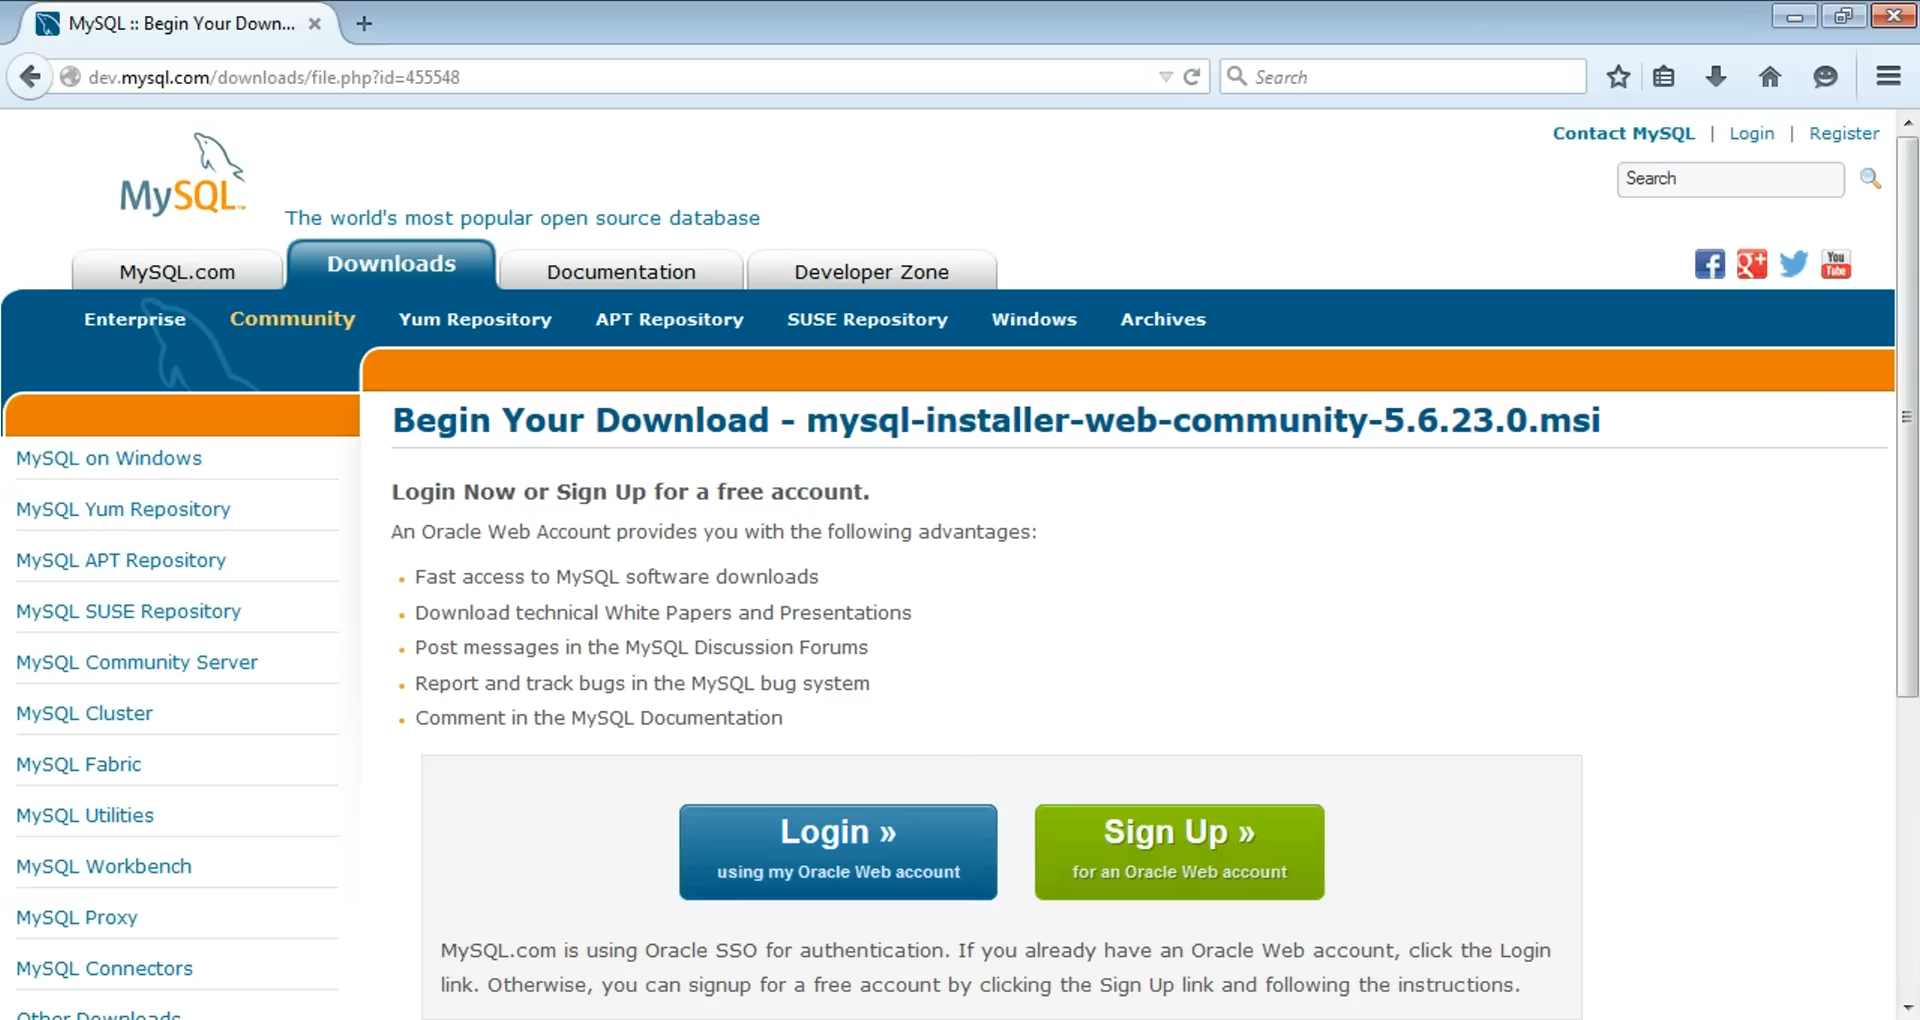 MySQL :: Begin Your Down...
dev.mysql.com/downloads/file.php?id=455548
Search
Contact MySQL | Login | Register
Search
MySQL™
The world's most popular open source database
MySQL.com
Downloads
Documentation
Developer Zone
You
Tube
Enterprise
Community
Yum Repository
APT Repository
SUSE Repository
Windows
Archives
MySQL on Windows
MySQL Yum Repository
MySQL APT Repository
MySQL SUSE Repository
MySQL Community Server
MySQL Cluster
MySQL Fabric
MySQL Utilities
MySQL Workbench
MySQL Proxy
MySQL Connectors
Other Downloads
Begin Your Download - mysql-installer-web-community-5.6.23.0.msi
Login Now or Sign Up for a free account.
An Oracle Web Account provides you with the following advantages:
• Fast access to MySQL software downloads
• Download technical White Papers and Presentations
• Post messages in the MySQL Discussion Forums
• Report and track bugs in the MySQL bug system
• Comment in the MySQL Documentation
Login »
using my Oracle Web account
Sign Up »
for an Oracle Web account
MySQL.com is using Oracle SSO for authentication. If you already have an Oracle Web account, click the Login
link. Otherwise, you can signup for a free account by clicking the Sign Up link and following the instructions.